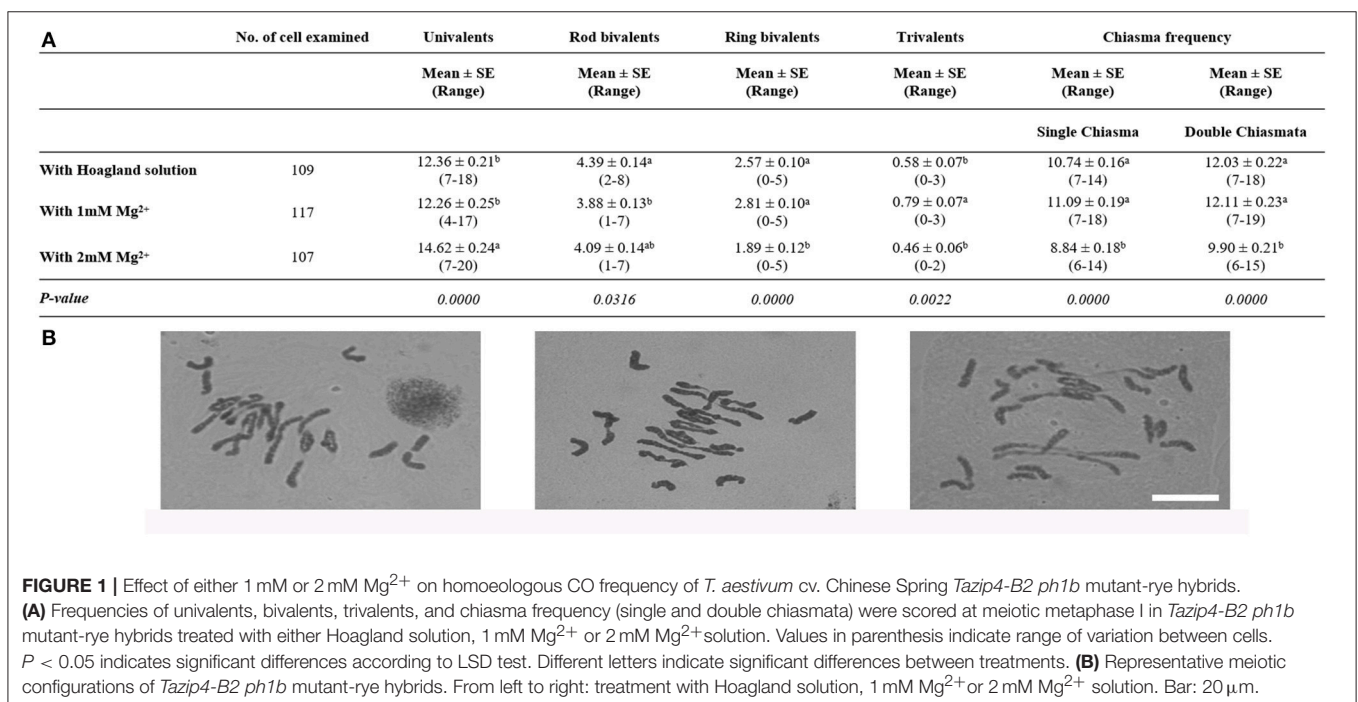 A
No. of cell examined Univalents Rod bivalents Ring bivalents Trivalents Chiasma frequency
Mean ± SE Mean ± SE Mean ± SE Mean ± SE Mean ± SE Mean ± SE
(Range) (Range) (Range) (Range) (Range) (Range)
Single Chiasma Double Chiasmata
With Hoagland solution 109 12.36 ± 0.21ᵇ 4.39 ± 0.14ᵃ 2.57 ± 0.10ᵃ 0.58 ± 0.07ᵇ 10.74 ± 0.16ᵃ 12.03 ± 0.22ᵃ
(7-18) (2-8) (0-5) (0-3) (7-14) (7-18)
With 1mM Mg²⁺ 117 12.26 ± 0.25ᵇ 3.88 ± 0.13ᵇ 2.81 ± 0.10ᵃ 0.79 ± 0.07ᵃ 11.09 ± 0.19ᵃ 12.11 ± 0.23ᵃ
(4-17) (1-7) (0-5) (0-3) (7-18) (7-19)
With 2mM Mg²⁺ 107 14.62 ± 0.24ᵃ 4.09 ± 0.14ᵃᵇ 1.89 ± 0.12ᵇ 0.46 ± 0.06ᵇ 8.84 ± 0.18ᵇ 9.90 ± 0.21ᵇ
(7-20) (1-7) (0-5) (0-2) (6-14) (6-15)
P-value 0.0000 0.0316 0.0000 0.0022 0.0000 0.0000
B
FIGURE 1 | Effect of either 1 mM or 2 mM Mg²⁺ on homoeologous CO frequency of T. aestivum cv. Chinese Spring Tazip4-B2 ph1b mutant-rye hybrids.
(A) Frequencies of univalents, bivalents, trivalents, and chiasma frequency (single and double chiasmata) were scored at meiotic metaphase I in Tazip4-B2 ph1b
mutant-rye hybrids treated with either Hoagland solution, 1 mM Mg²⁺ or 2 mM Mg²⁺solution. Values in parenthesis indicate range of variation between cells.
P < 0.05 indicates significant differences according to LSD test. Different letters indicate significant differences between treatments. (B) Representative meiotic
configurations of Tazip4-B2 ph1b mutant-rye hybrids. From left to right: treatment with Hoagland solution, 1 mM Mg²⁺or 2 mM Mg²⁺ solution. Bar: 20 μm.